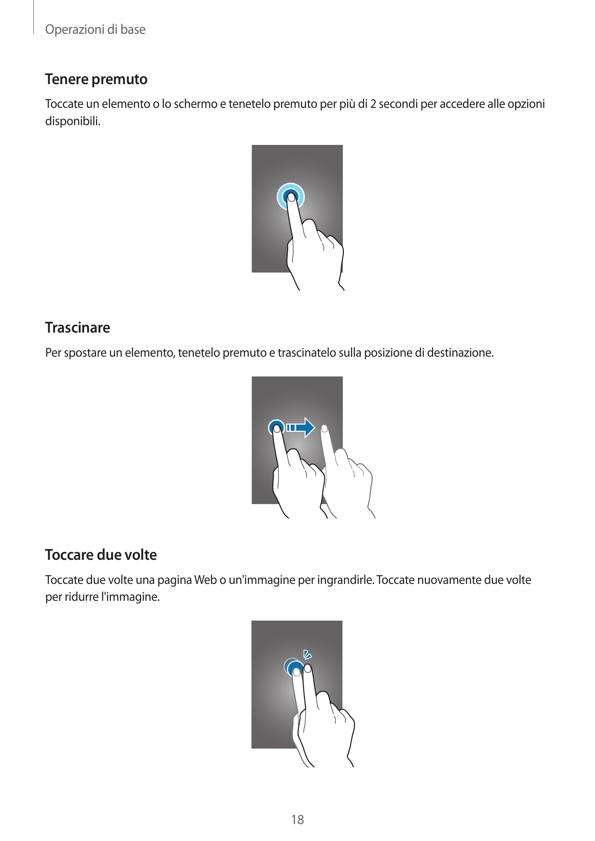 Operazioni di base
Tenere premuto
Toccate un elemento o lo schermo e tenetelo premuto per più di 2 secondi per accedere alle opzioni
disponibili.
Trascinare
Per spostare un elemento, tenetelo premuto e trascinatelo sulla posizione di destinazione.
Toccare due volte
Toccate due volte una pagina Web o un'immagine per ingrandirle. Toccate nuovamente due volte
per ridurre l'immagine.
18